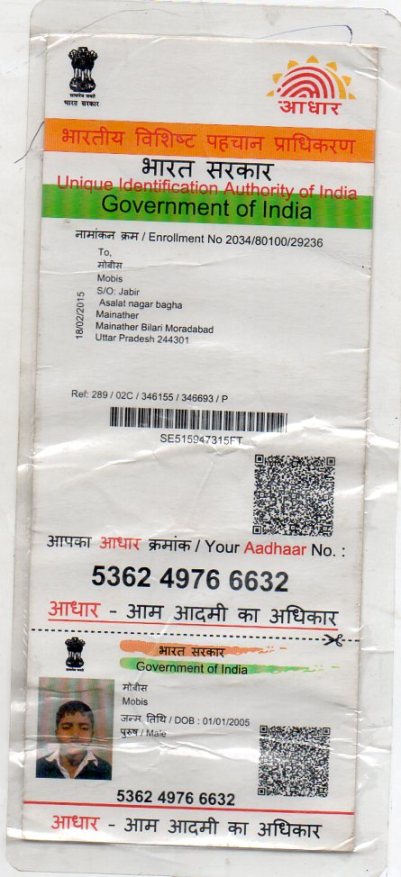 भारत सरकार
आधार
भारतीय विशिष्ट पहचान प्राधिकरण
भारत सरकार
Unique Identification Authority of India
Government of India
नामांकन क्रम / Enrollment No 2034/80100/29236
To,
मोबीस
Mobis
S/O: Jabir
Asalat nagar bagha
Mainather
Mainather Bilari Moradabad
Uttar Pradesh 244301
18/02/2015
Ref: 289 / 02C / 346155 / 346693 / P
SE515947315FT
आपका आधार क्रमांक / Your Aadhaar No. :
5362 4976 6632
आधार - आम आदमी का अधिकार
भारत सरकार
Government of India
मोबीस
Mobis
जन्म तिथि / DOB : 01/01/2005
पुरुष / Male
5362 4976 6632
आधार - आम आदमी का अधिकार